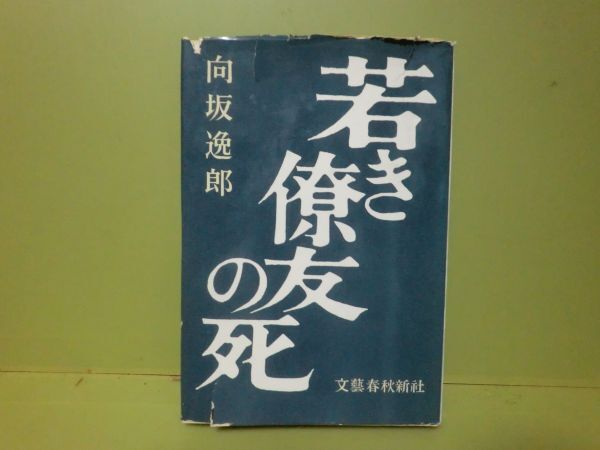 若き
僚友
の死
向坂逸郎
文藝春秋新社